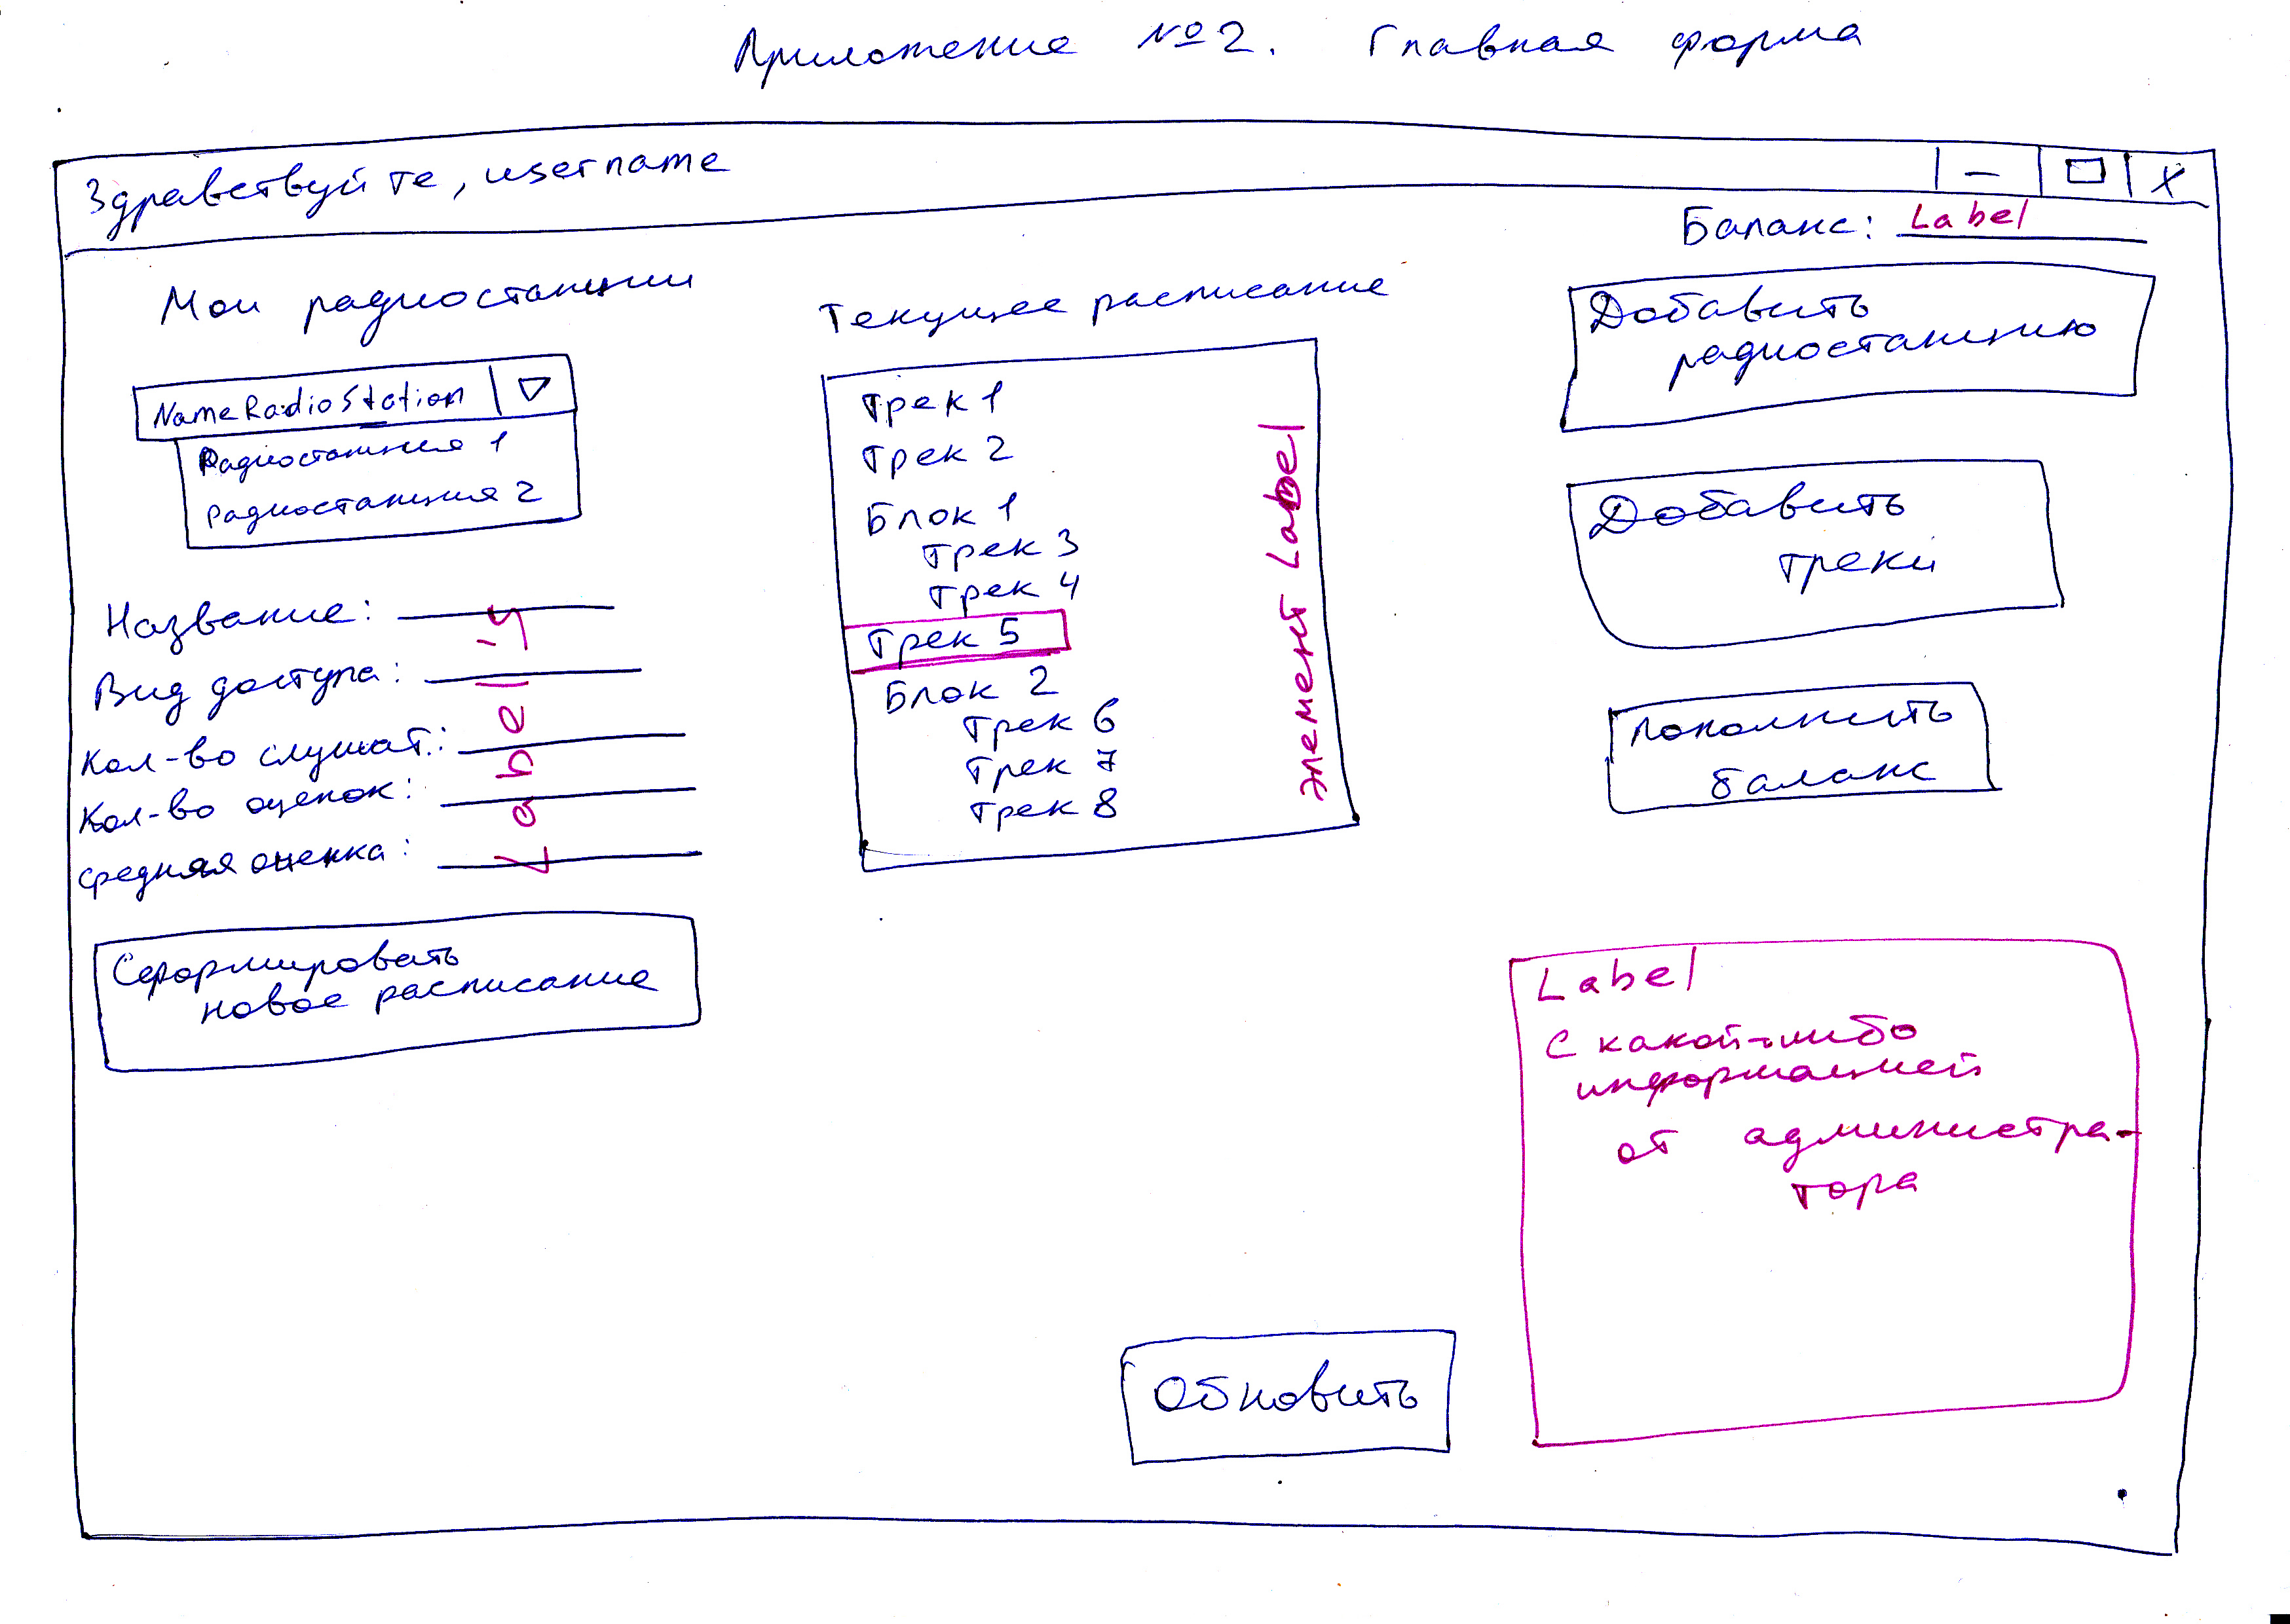 Приложение №2. Главная форма
Здравствуйте, username
Баланс: Label
Мои радиостанции
NameRadioStation
Радиостанция 1
радиостанция 2
Название:
Вид доступа:
Кол-во слушат.:
Кол-во оценок:
средняя оценка:
Label'ы
Сформировать
новое расписание
Текущее расписание
Трек 1
Трек 2
Блок 1
Трек 3
Трек 4
Трек 5
Блок 2
Трек 6
Трек 7
Трек 8
элемент Label
Добавить
радиостанцию
Добавить
треки
пополнить
баланс
Label
с какой-либо
информацией
от администра-
тора
Обновить